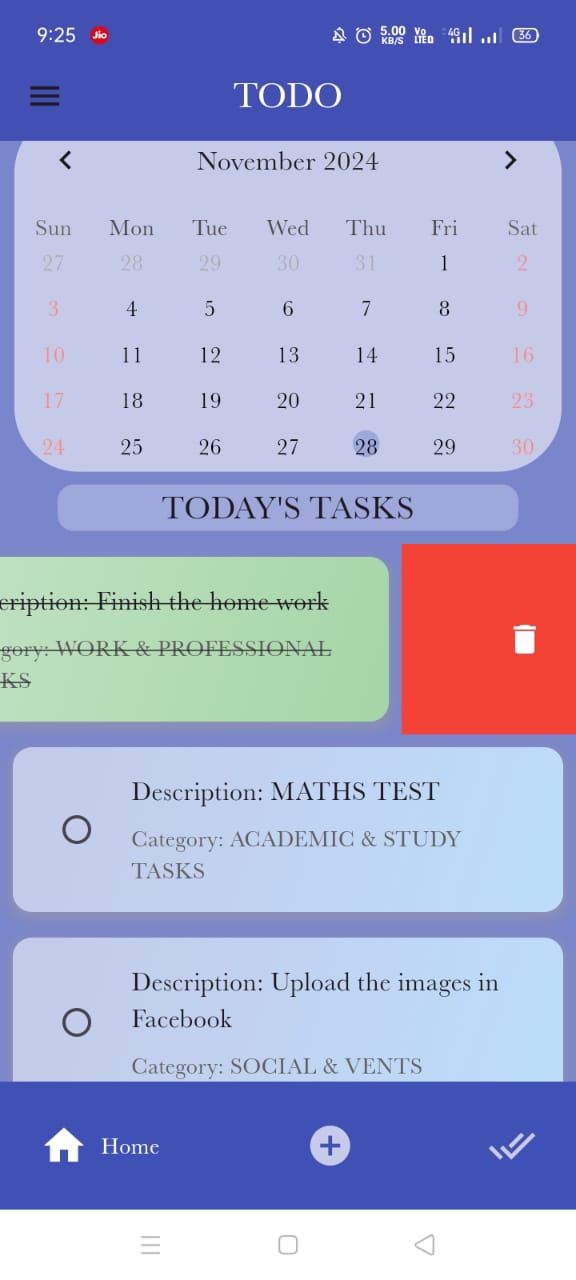 9:25 Jio 5.00 KB/S Vo LTED 4G 36
TODO
November 2024
Sun Mon Tue Wed Thu Fri Sat
27 28 29 30 31 1 2
3 4 5 6 7 8 9
10 11 12 13 14 15 16
17 18 19 20 21 22 23
24 25 26 27 28 29 30
TODAY'S TASKS
cription: Finish the home work
gory: WORK & PROFESSIONAL
KS
Description: MATHS TEST
Category: ACADEMIC & STUDY
TASKS
Description: Upload the images in
Facebook
Category: SOCIAL & VENTS
Home